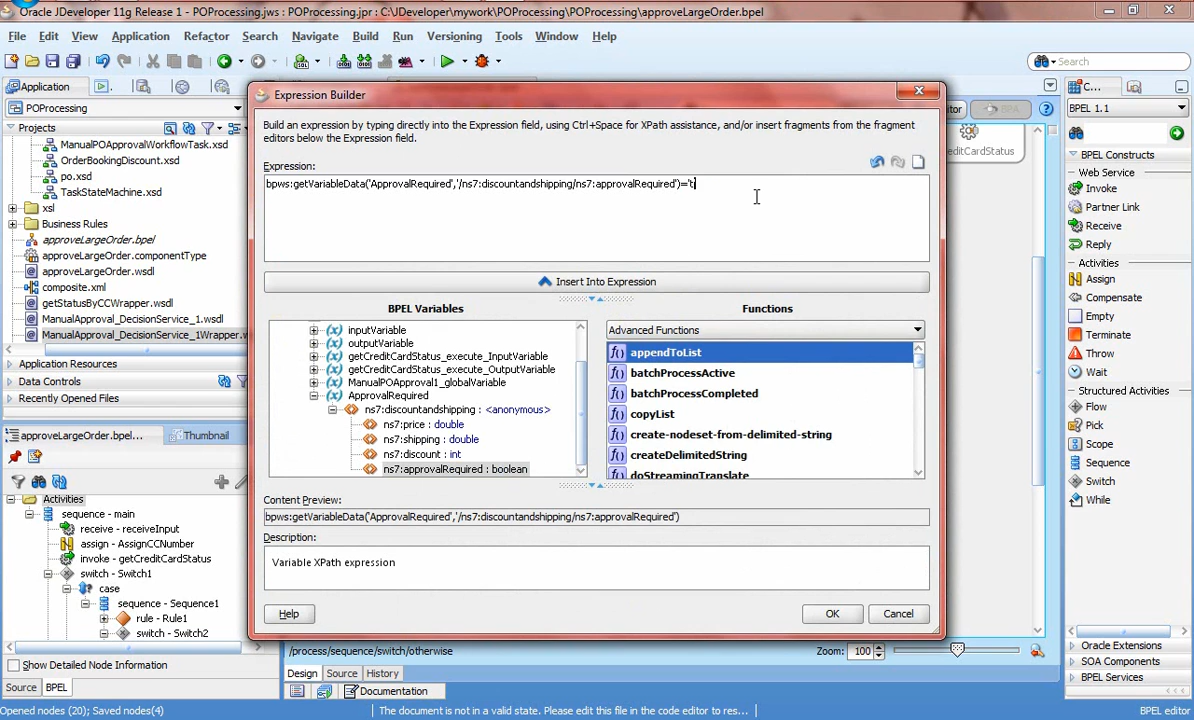 Oracle JDeveloper 11g Release 1 - POProcessing.jws : POProcessing.jpr : C:\JDeveloper\mywork\POProcessing\POProcessing\approveLargeOrder.bpel
File Edit View Application Refactor Search Navigate Build Run Versioning Tools Window Help
Search
Application
POProcessing
Projects
ManualPOApprovalWorkflowTask.xsd
OrderBookingDiscount.xsd
po.xsd
TaskStateMachine.xsd
xsl
Business Rules
approveLargeOrder.bpel
approveLargeOrder.componentType
approveLargeOrder.wsdl
composite.xml
getStatusByCCWrapper.wsdl
ManualApproval_DecisionService_1.wsdl
ManualApproval_DecisionService_1Wrapper.w
Application Resources
Data Controls
Recently Opened Files
approveLargeOrder.bpel...
Thumbnail
Activities
sequence - main
receive - receiveInput
assign - AssignCCNumber
invoke - getCreditCardStatus
switch - Switch1
case
sequence - Sequence1
rule - Rule1
switch - Switch2
Show Detailed Node Information
Source BPEL
Opened nodes (20); Saved nodes(4)
The document is not in a valid state. Please edit this file in the code editor to res...
BPEL editor
Expression Builder
Build an expression by typing directly into the Expression field, using Ctrl+Space for XPath assistance, and/or insert fragments from the fragment
editors below the Expression field.
Expression:
bpws:getVariableData('ApprovalRequired','/ns7:discountandshipping/ns7:approvalRequired')='t
Insert Into Expression
BPEL Variables
inputVariable
outputVariable
getCreditCardStatus_execute_InputVariable
getCreditCardStatus_execute_OutputVariable
ManualPOApproval1_globalVariable
ApprovalRequired
ns7:discountandshipping : <anonymous>
ns7:price : double
ns7:shipping : double
ns7:discount : int
ns7:approvalRequired : boolean
Functions
Advanced Functions
appendToList
batchProcessActive
batchProcessCompleted
copyList
create-nodeset-from-delimited-string
createDelimitedString
doStreamingTranslate
Content Preview:
bpws:getVariableData('ApprovalRequired','/ns7:discountandshipping/ns7:approvalRequired')
Description:
Variable XPath expression
Help
OK
Cancel
/process/sequence/switch/otherwise
Zoom: 100
Design Source History
Documentation
itor
BPA
editCardStatus
C...
BPEL 1.1
BPEL Constructs
Invoke
Partner Link
Receive
Reply
Activities
Assign
Compensate
Empty
Terminate
Throw
Wait
Structured Activities
Flow
Pick
Scope
Sequence
Switch
While
Oracle Extensions
SOA Components
BPEL Services